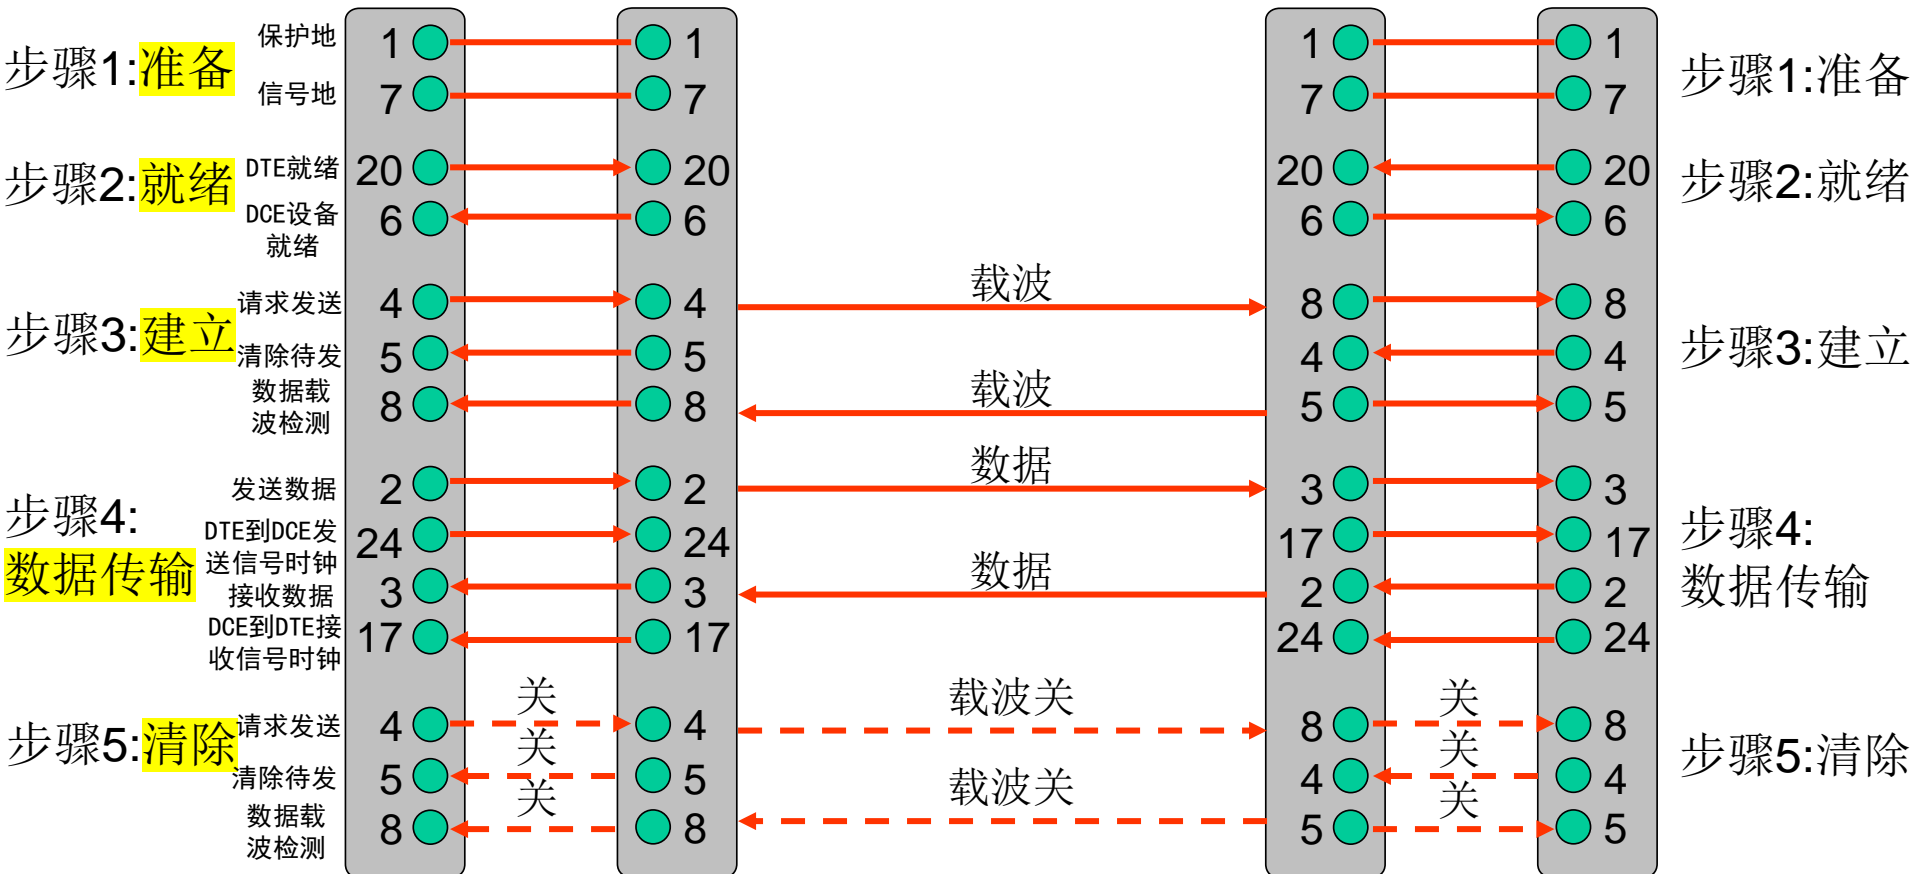 步骤1:准备
保护地
1
1
1
1
信号地
7
7
7
7
步骤1:准备
步骤2:就绪
DTE就绪
20
20
20
20
DCE设备
就绪
6
6
6
6
步骤2:就绪
步骤3:建立
请求发送
4
4
载波
8
8
清除待发
5
5
4
4
数据载
波检测
8
8
载波
5
5
步骤3:建立
步骤4:
数据传输
发送数据
2
2
数据
3
3
DTE到DCE发
送信号时钟
24
24
17
17
接收数据
3
3
数据
2
2
DCE到DTE接
收信号时钟
17
17
24
24
步骤4:
数据传输
步骤5:清除
请求发送
4
关
4
载波关
8
关
8
清除待发
5
关
5
4
关
4
数据载
波检测
8
关
8
载波关
5
关
5
步骤5:清除